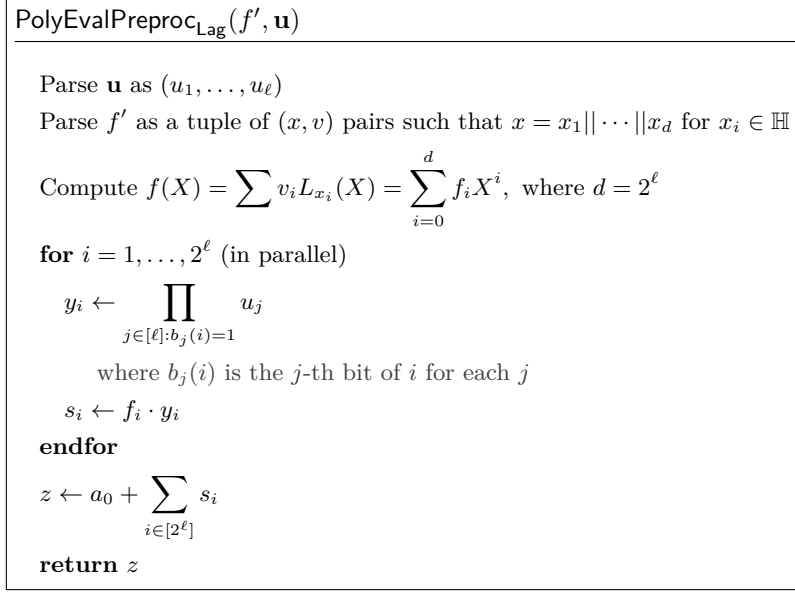 PolyEvalPreproc_Lag(f′, u)
Parse u as (u_1, …, u_ℓ)
Parse f′ as a tuple of (x, v) pairs such that x = x_1||⋯||x_d for x_i ∈ ℍ
Compute f(X) = ∑ v_i L_{x_i}(X) = ∑_{i=0}^{d} f_i X^i, where d = 2^ℓ
for i = 1, …, 2^ℓ (in parallel)
y_i ← ∏_{j∈[ℓ]:b_j(i)=1} u_j
where b_j(i) is the j-th bit of i for each j
s_i ← f_i · y_i
endfor
z ← a_0 + ∑_{i∈[2^ℓ]} s_i
return z